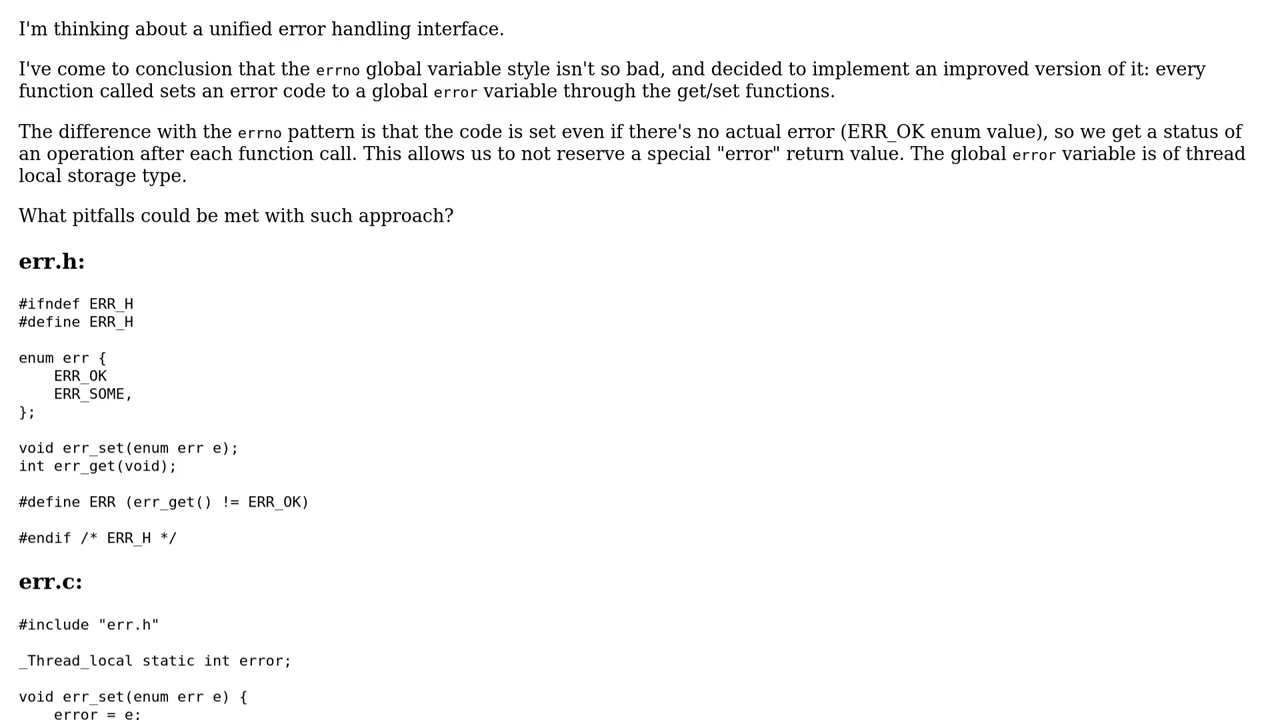 I'm thinking about a unified error handling interface.
I've come to conclusion that the errno global variable style isn't so bad, and decided to implement an improved version of it: every
function called sets an error code to a global error variable through the get/set functions.
The difference with the errno pattern is that the code is set even if there's no actual error (ERR_OK enum value), so we get a status of
an operation after each function call. This allows us to not reserve a special "error" return value. The global error variable is of thread
local storage type.
What pitfalls could be met with such approach?
err.h:
#ifndef ERR_H
#define ERR_H
enum err {
    ERR_OK
    ERR_SOME,
};
void err_set(enum err e);
int err_get(void);
#define ERR (err_get() != ERR_OK)
#endif /* ERR_H */
err.c:
#include "err.h"
_Thread_local static int error;
void err_set(enum err e) {
    error = e;